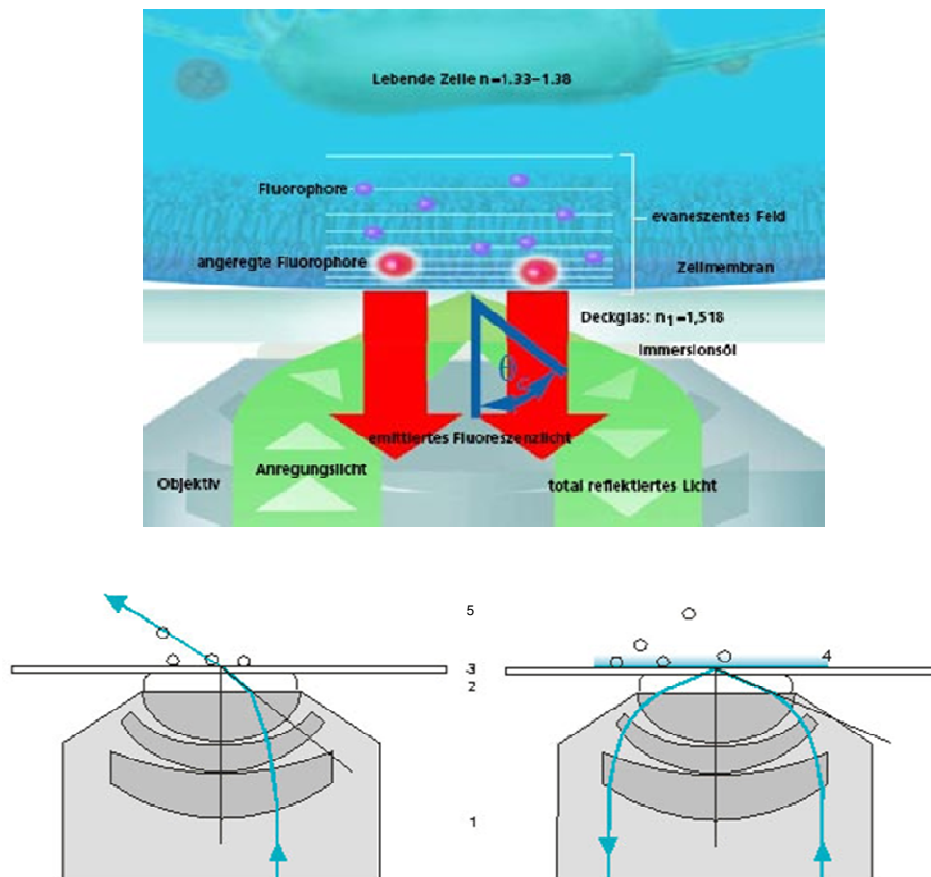 Lebende Zelle n=1.33-1.38
Fluorophore
evaneszentes Feld
angeregte Fluorophore
Zellmembran
Deckglas: n1=1,518
Immersionsöl
θc
emittiertes Fluoreszenzlicht
Anregungslicht
Objektiv
total reflektiertes Licht
5
4
3
2
1